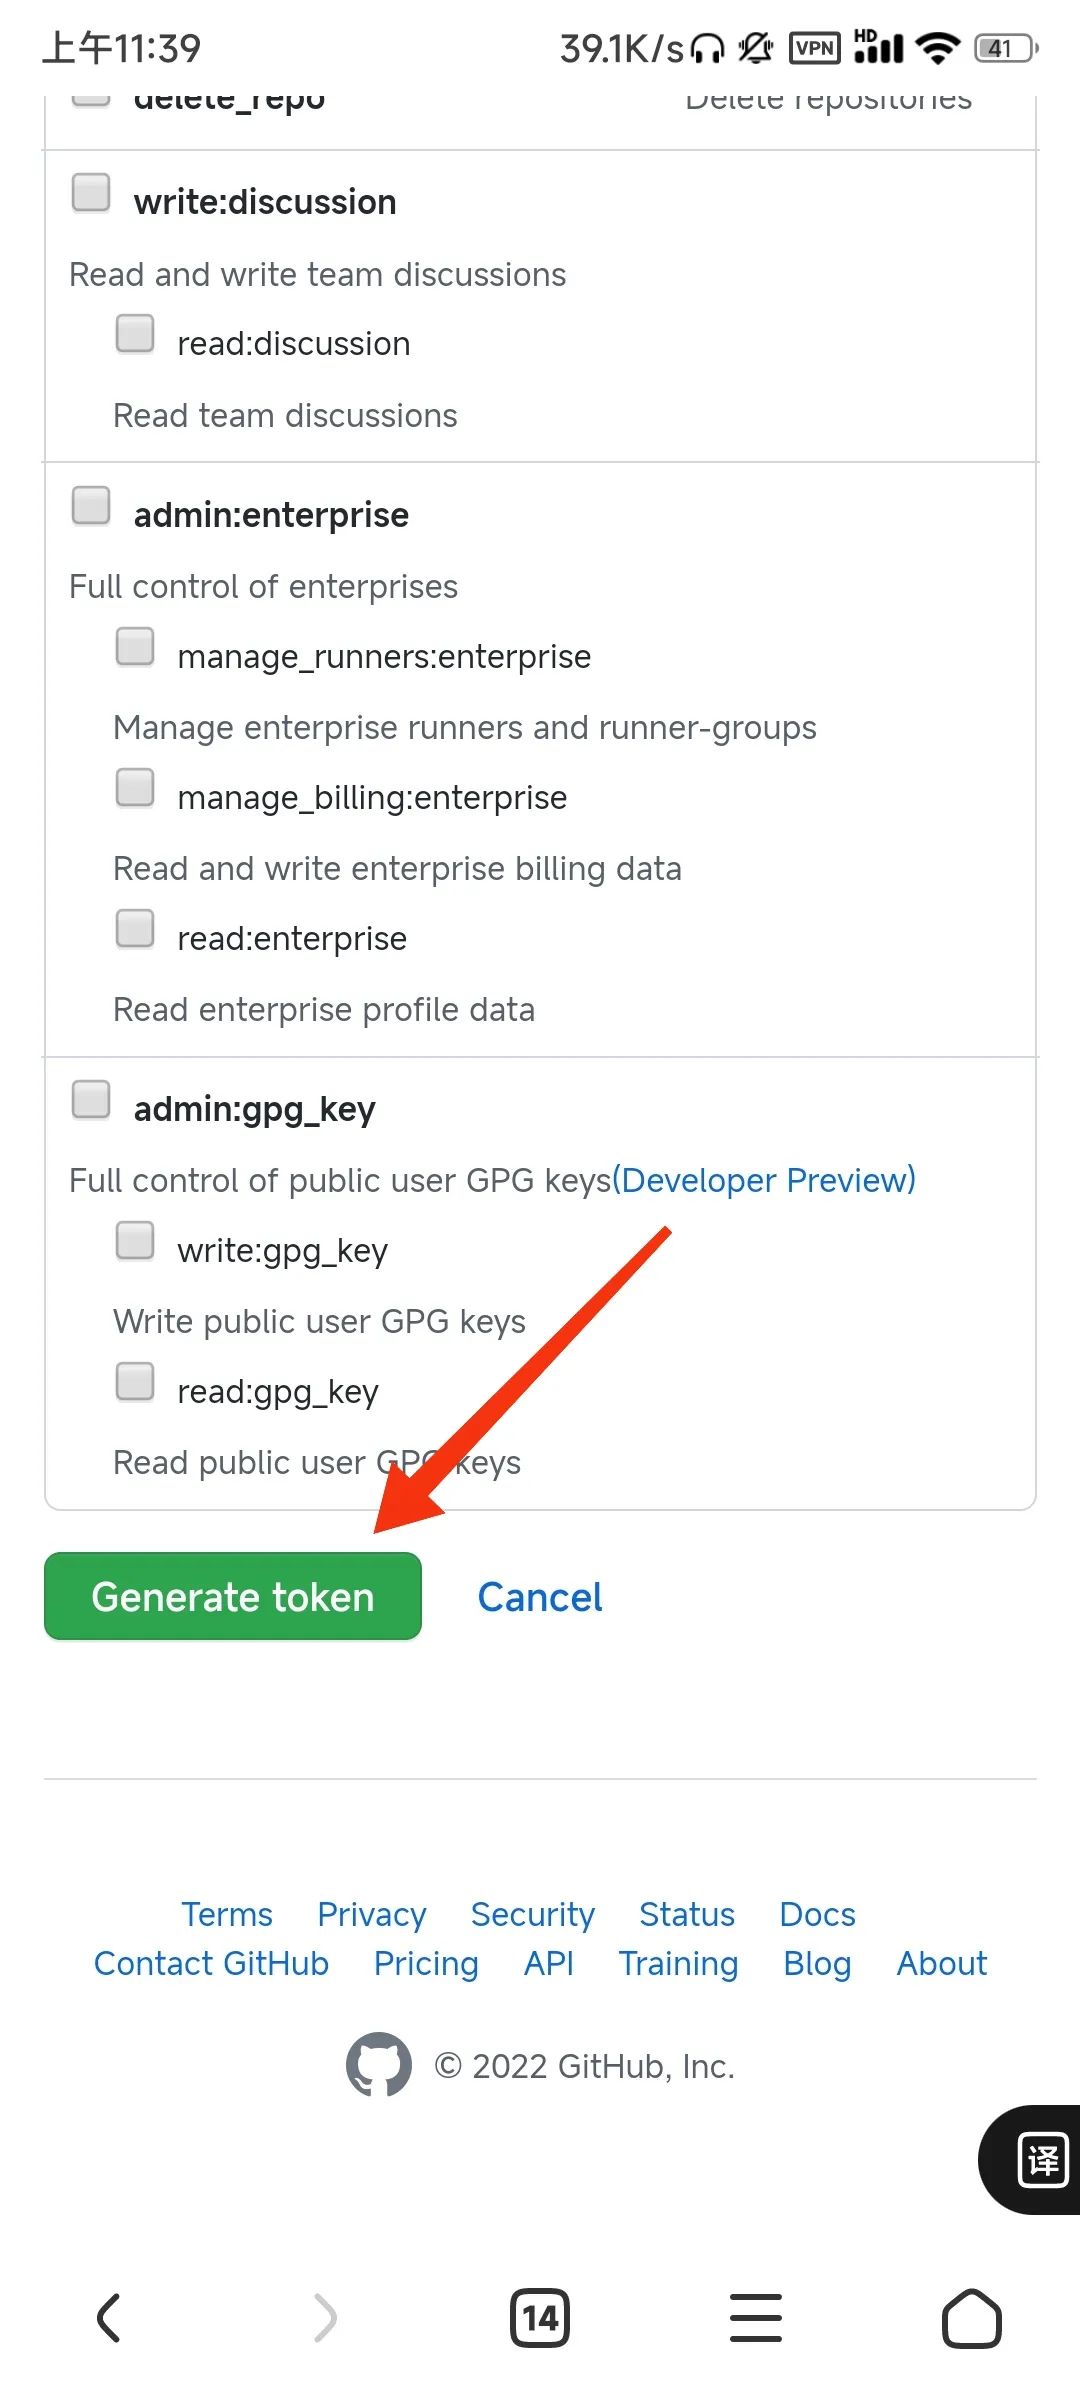 上午11:39 39.1K/s VPN HD 41
delete_repo Delete repositories
write:discussion
Read and write team discussions
read:discussion
Read team discussions
admin:enterprise
Full control of enterprises
manage_runners:enterprise
Manage enterprise runners and runner-groups
manage_billing:enterprise
Read and write enterprise billing data
read:enterprise
Read enterprise profile data
admin:gpg_key
Full control of public user GPG keys(Developer Preview)
write:gpg_key
Write public user GPG keys
read:gpg_key
Read public user GPG keys
Generate token Cancel
Terms Privacy Security Status Docs
Contact GitHub Pricing API Training Blog About
© 2022 GitHub, Inc.
译
14